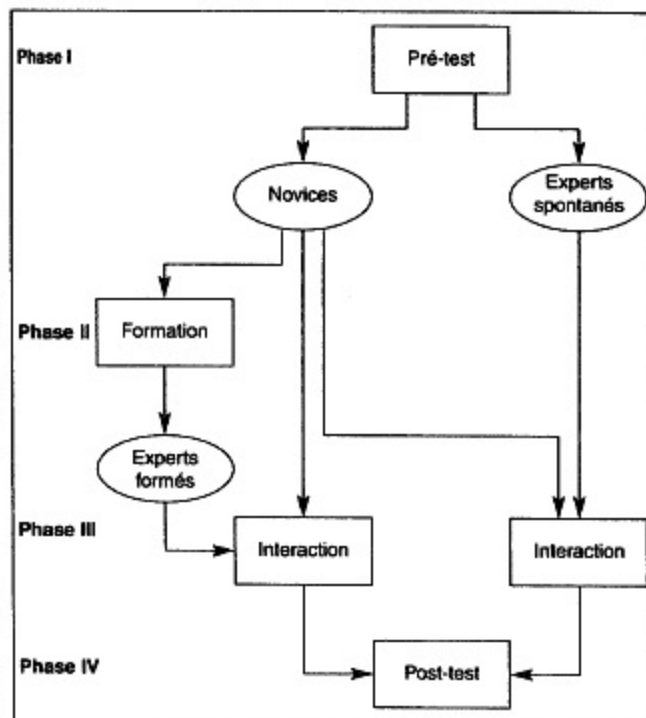 Phase I
Pré-test
Novices
Experts
spontanés
Phase II
Formation
Experts
formés
Phase III
Interaction
Interaction
Phase IV
Post-test